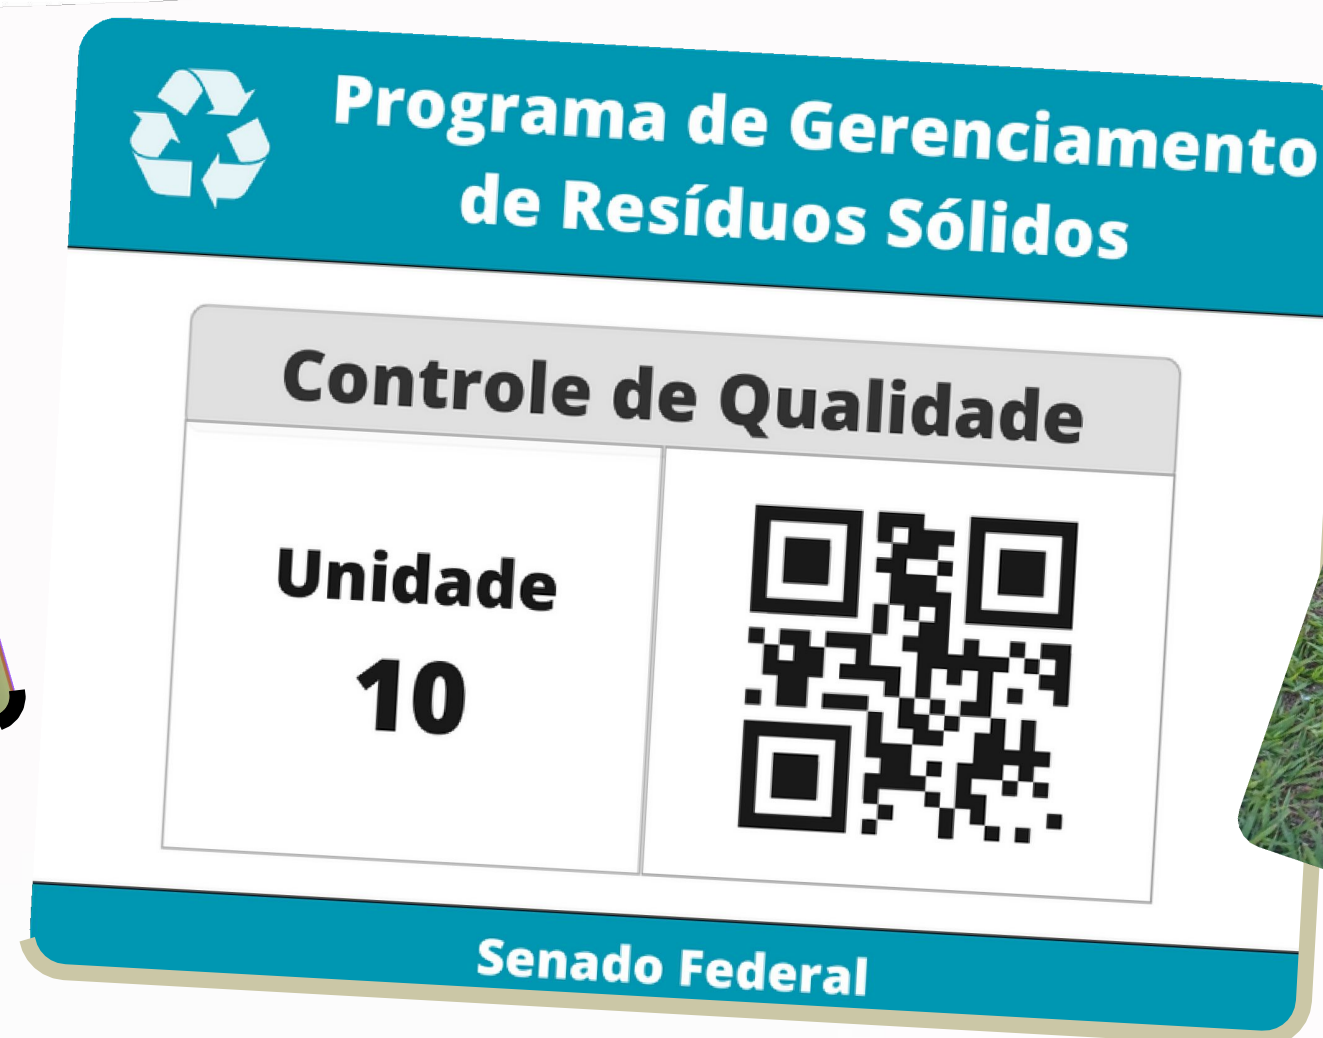 Programa de Gerenciamento
de Resíduos Sólidos
Controle de Qualidade
Unidade
10
Senado Federal